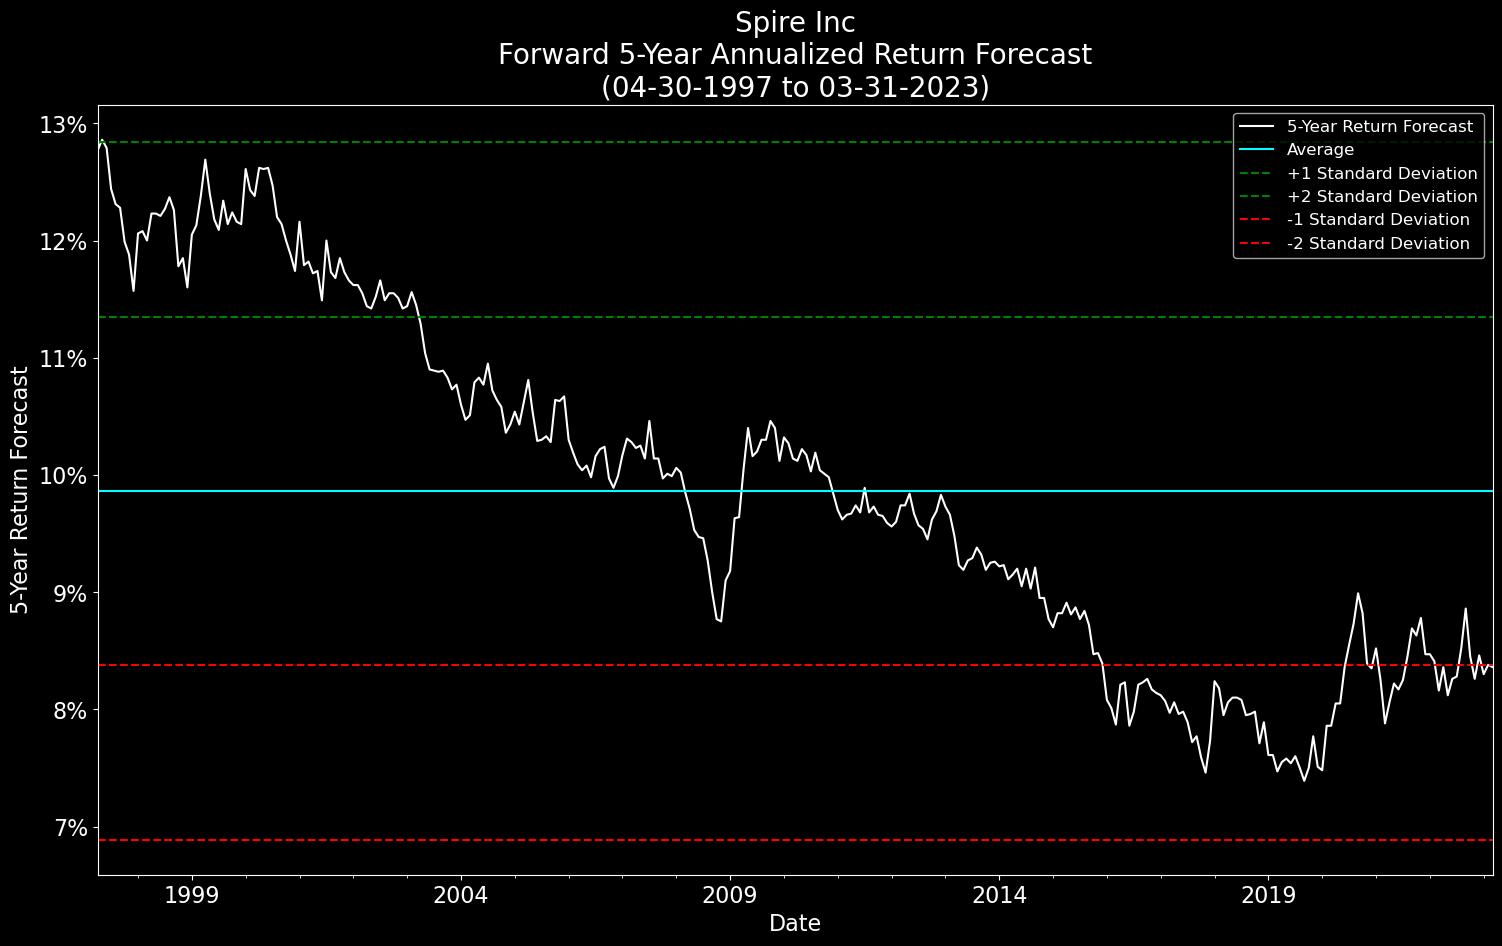 Spire Inc
Forward 5-Year Annualized Return Forecast
(04-30-1997 to 03-31-2023)
5-Year Return Forecast
Average
+1 Standard Deviation
+2 Standard Deviation
-1 Standard Deviation
-2 Standard Deviation
13%
12%
11%
10%
9%
8%
7%
5-Year Return Forecast
1999
2004
2009
2014
2019
Date